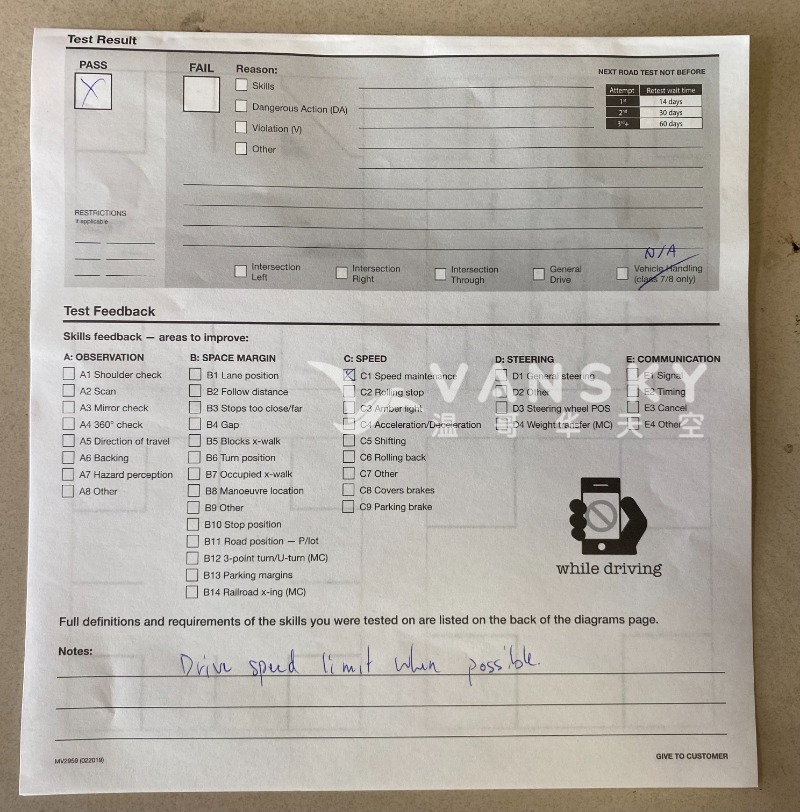 Test Result
PASS
X
FAIL
Reason:
Skills
Dangerous Action (DA)
Violation (V)
Other
NEXT ROAD TEST NOT BEFORE
Attempt Retest wait time
1st 14 days
2nd 30 days
3rd+ 60 days
RESTRICTIONS
If applicable
Intersection Left
Intersection Right
Intersection Through
General Drive
N/A
Vehicle Handling
(class 7/8 only)
Test Feedback
Skills feedback — areas to improve:
A: OBSERVATION
A1 Shoulder check
A2 Scan
A3 Mirror check
A4 360° check
A5 Direction of travel
A6 Backing
A7 Hazard perception
A8 Other
B: SPACE MARGIN
B1 Lane position
B2 Follow distance
B3 Stops too close/far
B4 Gap
B5 Blocks x-walk
B6 Turn position
B7 Occupied x-walk
B8 Manoeuvre location
B9 Other
B10 Stop position
B11 Road position — P/lot
B12 3-point turn/U-turn (MC)
B13 Parking margins
B14 Railroad x-ing (MC)
C: SPEED
C1 Speed maintenance
C2 Rolling stop
C3 Amber light
C4 Acceleration/Deceleration
C5 Shifting
C6 Rolling back
C7 Other
C8 Covers brakes
C9 Parking brake
D: STEERING
D1 General steering
D2 Other
D3 Steering wheel POS
D4 Weight transfer (MC)
E: COMMUNICATION
E1 Signal
E2 Timing
E3 Cancel
E4 Other
VANSKY
温哥华天空
while driving
Full definitions and requirements of the skills you were tested on are listed on the back of the diagrams page.
Notes:
Drive speed limit when possible.
MV2959 (022019)
GIVE TO CUSTOMER